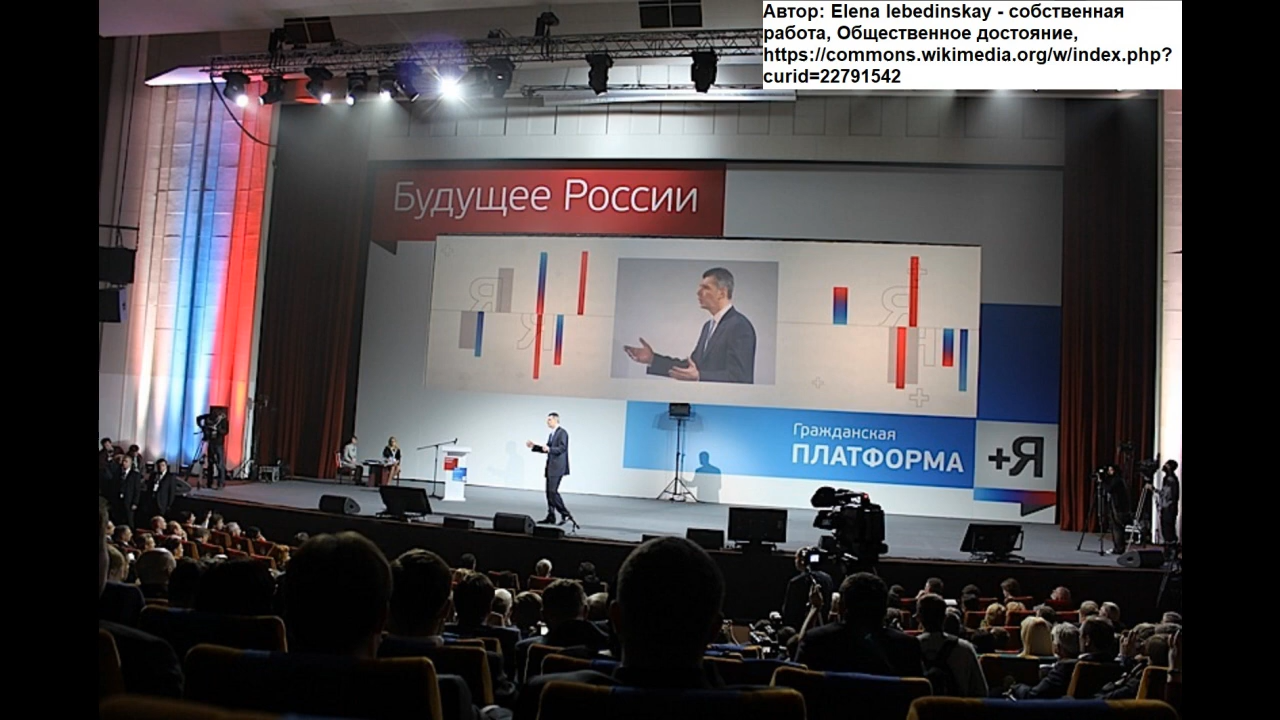 Автор: Elena lebedinskay - собственная
работа, Общественное достояние,
https://commons.wikimedia.org/w/index.php?
curid=22791542
Будущее России
Я
Я
Я
Н
Гражданская
ПЛАТФОРМА
+Я